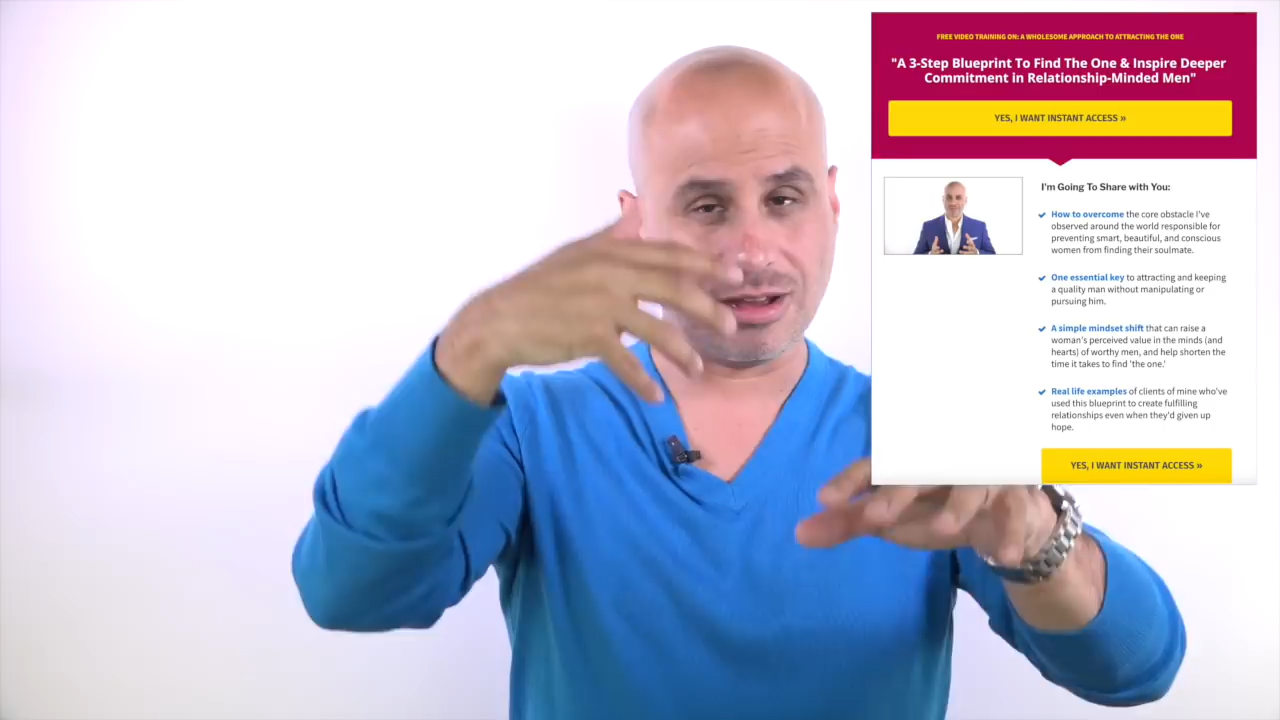 FREE VIDEO TRAINING ON: A WHOLESOME APPROACH TO ATTRACTING THE ONE
"A 3-Step Blueprint To Find The One & Inspire Deeper
Commitment in Relationship-Minded Men"
YES, I WANT INSTANT ACCESS »
I'm Going To Share with You:
How to overcome the core obstacle I've
observed around the world responsible for
preventing smart, beautiful, and conscious
women from finding their soulmate.
One essential key to attracting and keeping
a quality man without manipulating or
pursuing him.
A simple mindset shift that can raise a
woman's perceived value in the minds (and
hearts) of worthy men, and help shorten the
time it takes to find 'the one.'
Real life examples of clients of mine who've
used this blueprint to create fulfilling
relationships even when they'd given up
hope.
YES, I WANT INSTANT ACCESS »